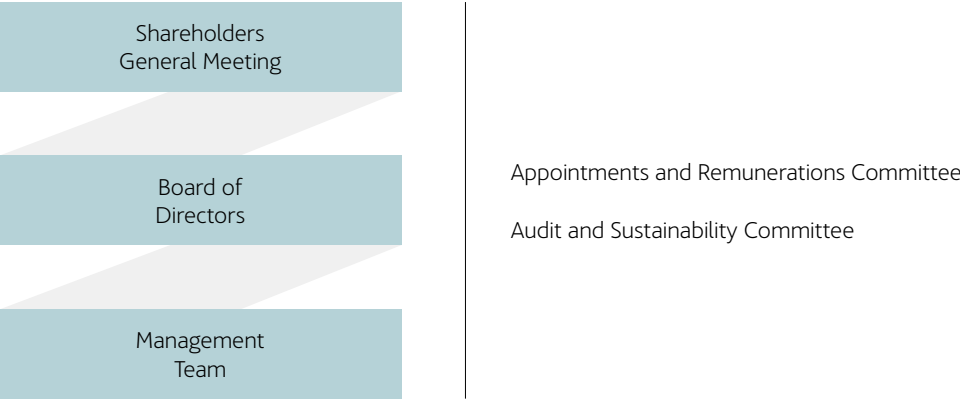 Shareholders
General Meeting
Board of
Directors
Appointments and Remunerations Committee
Audit and Sustainability Committee
Management
Team